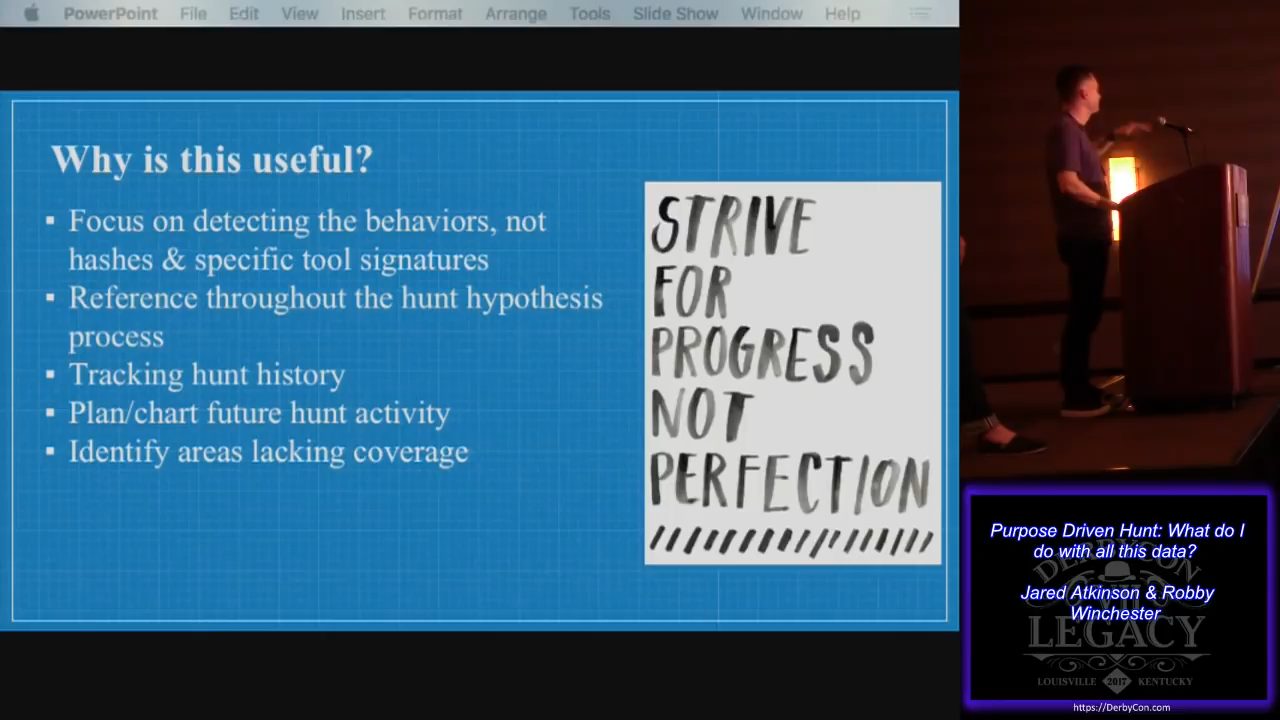 PowerPoint File Edit View Insert Format Arrange Tools Slide Show Window Help
Why is this useful?
▪ Focus on detecting the behaviors, not
hashes & specific tool signatures
▪ Reference throughout the hunt hypothesis
process
▪ Tracking hunt history
▪ Plan/chart future hunt activity
▪ Identify areas lacking coverage
STRIVE
FOR
PROGRESS
NOT
PERFECTION
Purpose Driven Hunt: What do I
do with all this data?
Jared Atkinson & Robby
Winchester
DERBYCON
VII
LEGACY
LOUISVILLE 2017 KENTUCKY
https://DerbyCon.com